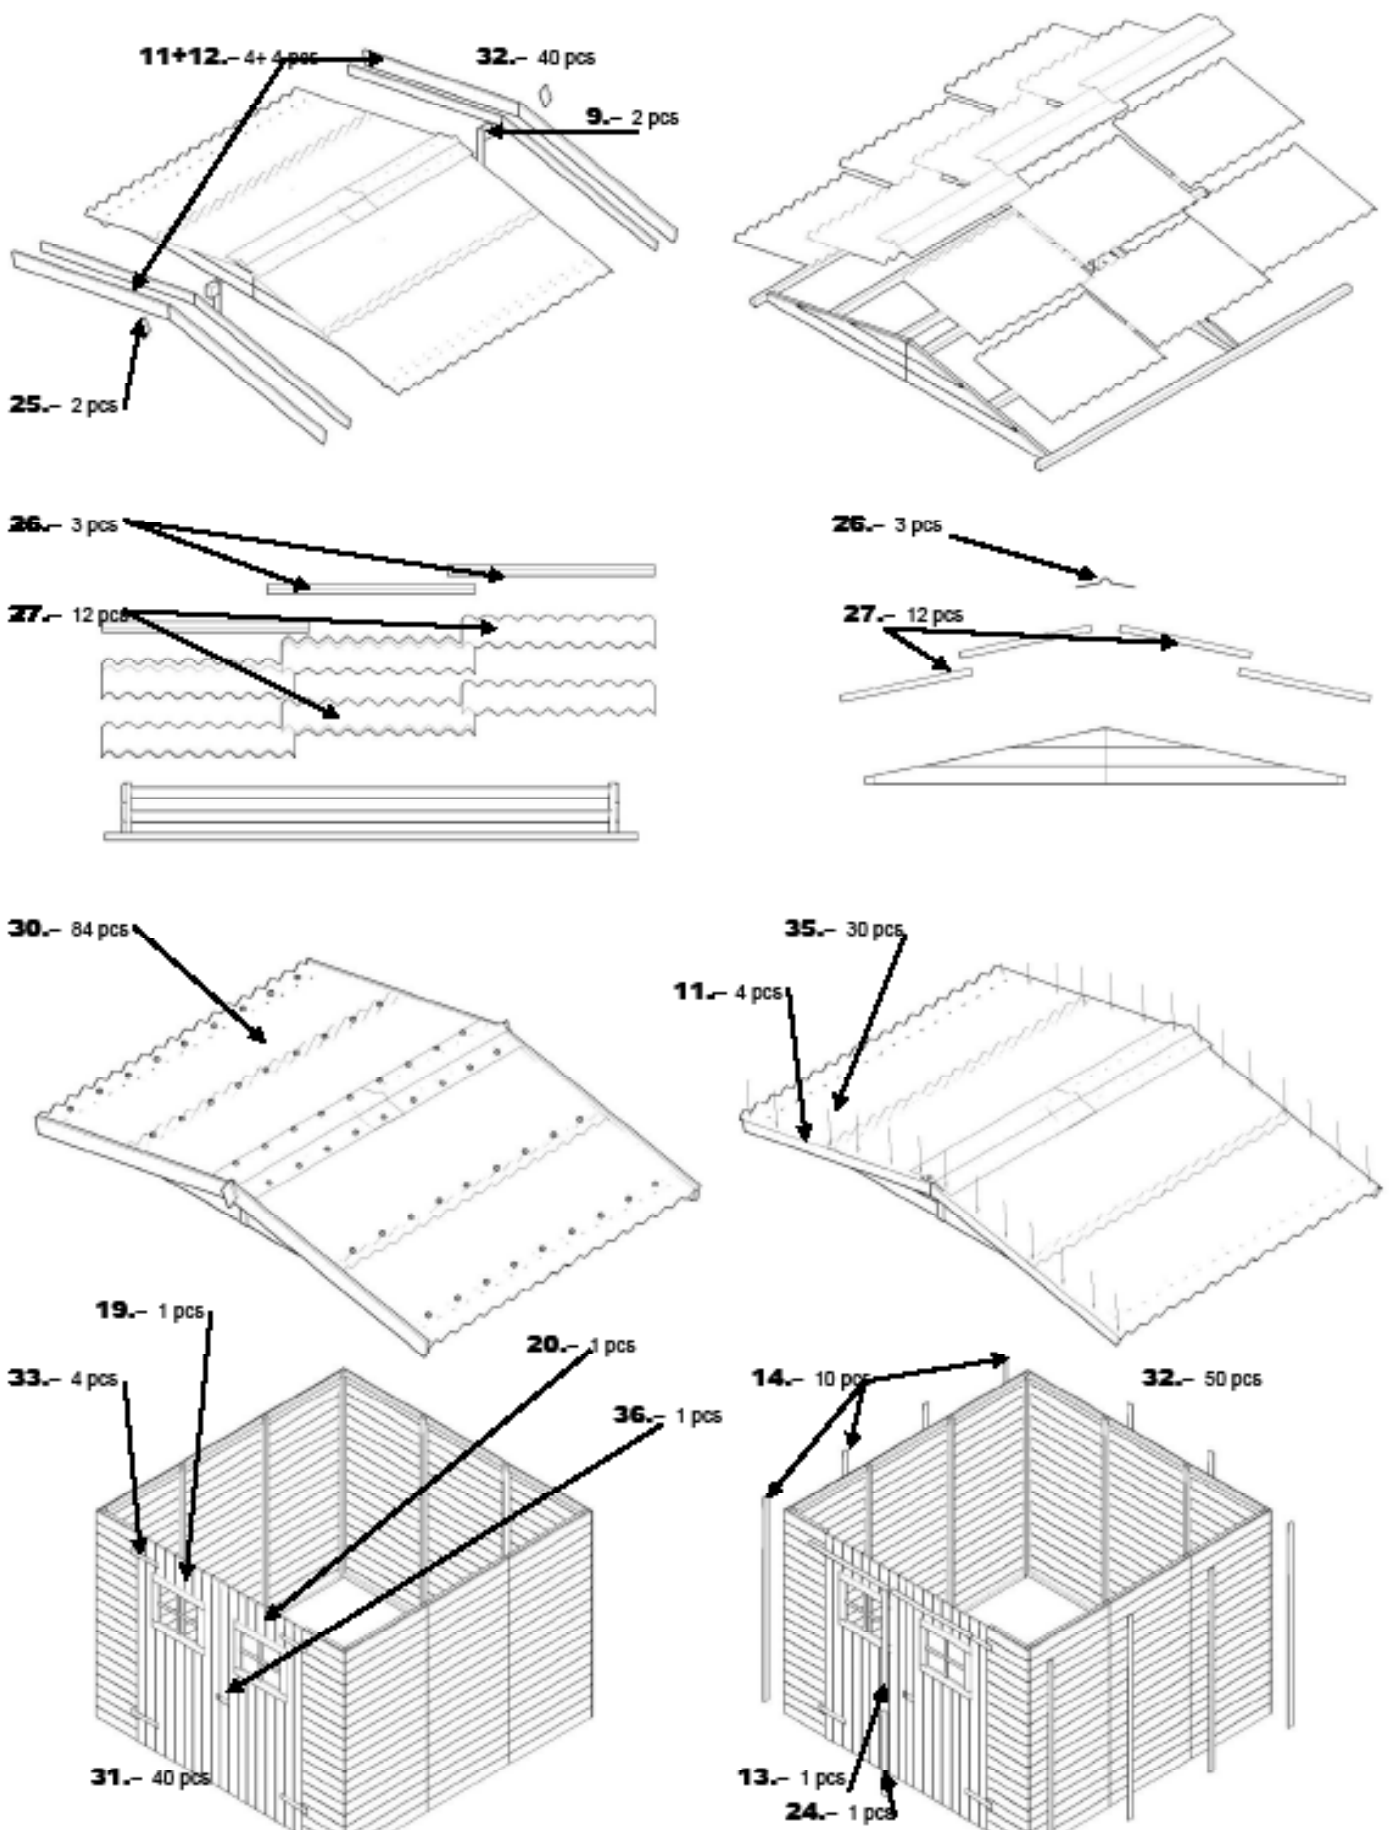 11+12.– 4+ 4 pcs
32.– 40 pcs
9.– 2 pcs
25.– 2 pcs
26.– 3 pcs
26.– 3 pcs
27.– 12 pcs
27.– 12 pcs
30.– 84 pcs
35.– 30 pcs
11.– 4 pcs
19.– 1 pcs
20.– 1 pcs
33.– 4 pcs
36.– 1 pcs
14.– 10 pcs
32.– 50 pcs
31.– 40 pcs
13.– 1 pcs
24.– 1 pcs